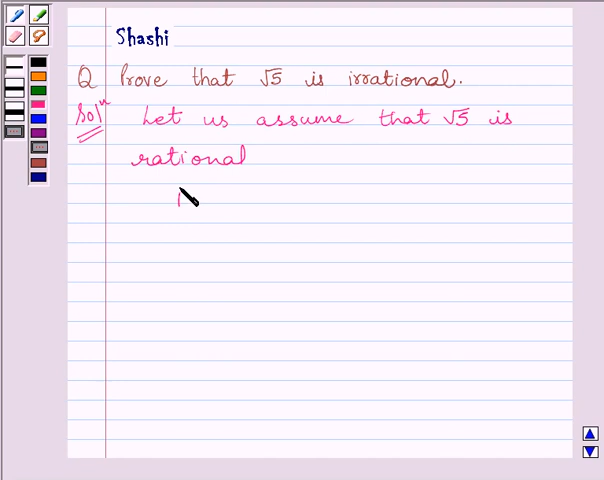 Shashi
Q Prove that √5 is irrational.
Solⁿ Let us assume that √5 is
rational